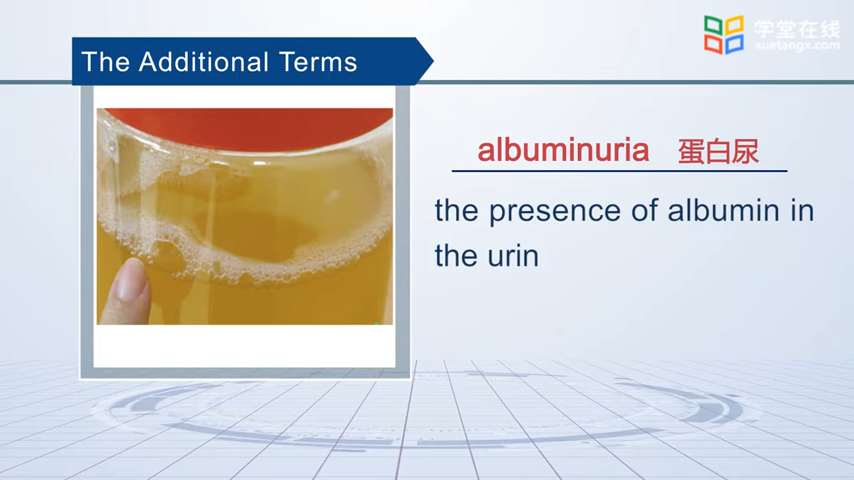 The Additional Terms
学堂在线
xuetangx.com
albuminuria 蛋白尿
the presence of albumin in
the urin